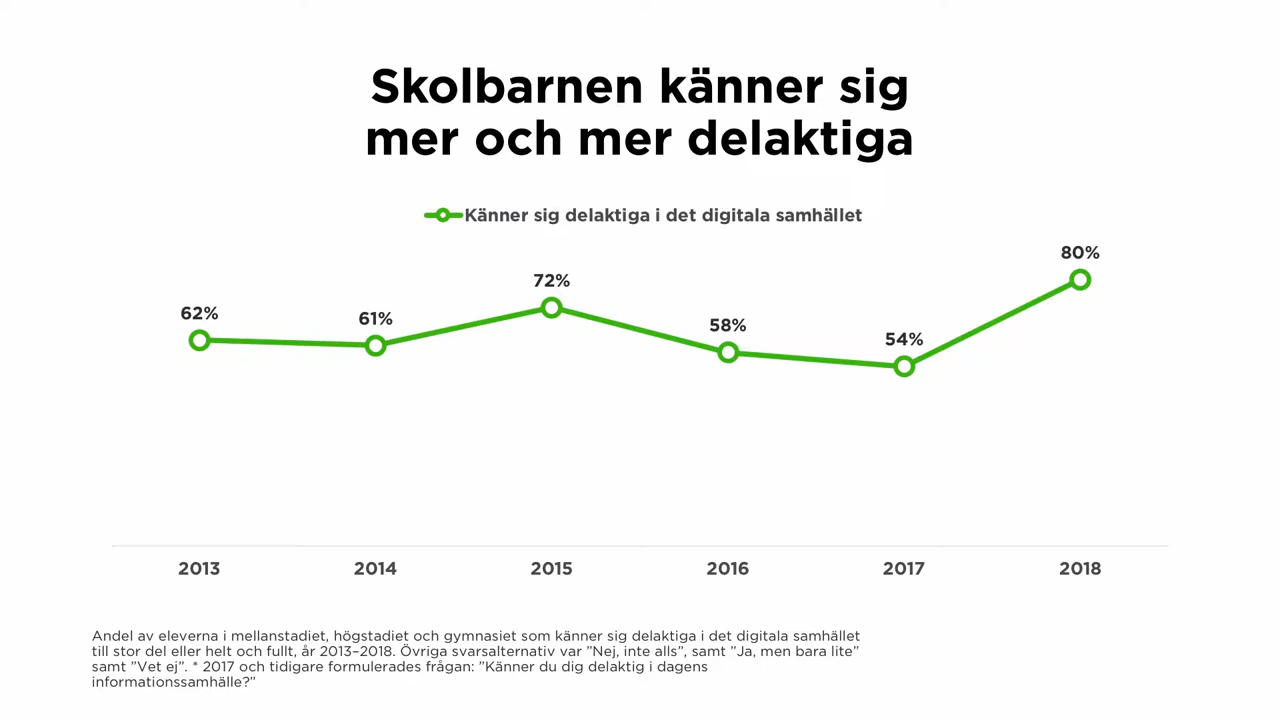 Skolbarnen känner sig
mer och mer delaktiga
Känner sig delaktiga i det digitala samhället
62%
61%
72%
58%
54%
80%
2013
2014
2015
2016
2017
2018
Andel av eleverna i mellanstadiet, högstadiet och gymnasiet som känner sig delaktiga i det digitala samhället
till stor del eller helt och fullt, år 2013–2018. Övriga svarsalternativ var ”Nej, inte alls”, samt ”Ja, men bara lite”
samt ”Vet ej”. * 2017 och tidigare formulerades frågan: ”Känner du dig delaktig i dagens
informationssamhälle?”